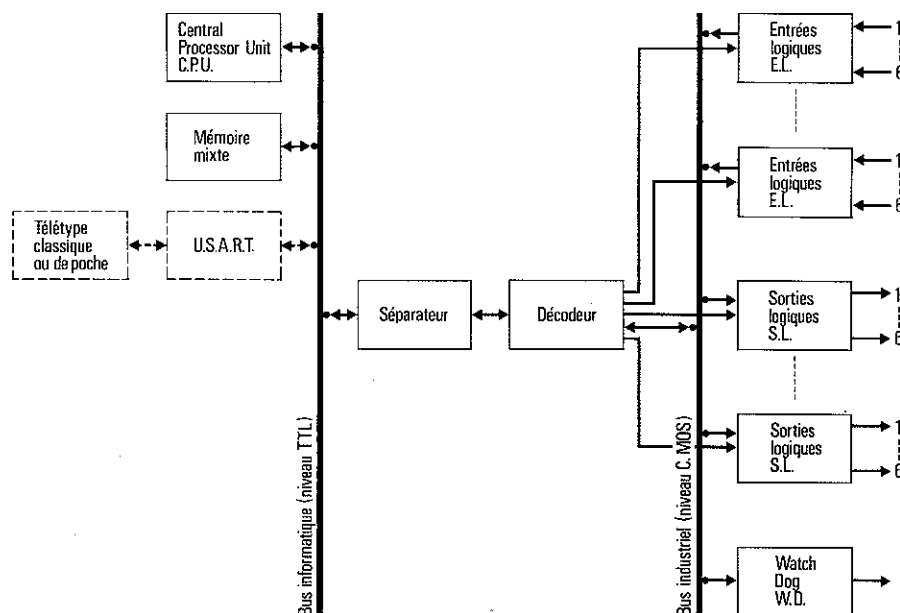 Central
Processor Unit
C.P.U.
Mémoire
mixte
Télétype
classique
ou de poche
U.S.A.R.T.
Séparateur
Décodeur
Bus informatique (niveau TTL)
Bus industriel (niveau C.MOS)
Entrées
logiques
E.L.
1
6
Entrées
logiques
E.L.
1
6
Sorties
logiques
S.L.
1
6
Sorties
logiques
S.L.
1
6
Watch
Dog
W.D.